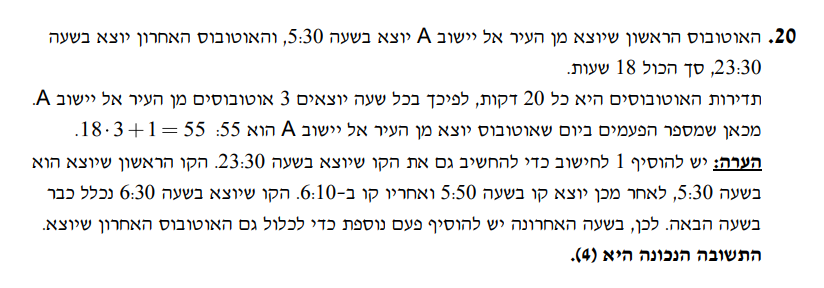 20. האוטובוס הראשון שיוצא מן העיר אל יישוב A יוצא בשעה 5:30, והאוטובוס האחרון יוצא בשעה
23:30, סך הכול 18 שעות.
תדירות האוטובוסים היא כל 20 דקות, לפיכך בכל שעה יוצאים 3 אוטובוסים מן העיר אל יישוב A.
מכאן שמספר הפעמים ביום שאוטובוס יוצא מן העיר אל יישוב A הוא 55: 18·3+1=55.
הערה: יש להוסיף 1 לחישוב כדי להחשיב גם את הקו שיוצא בשעה 23:30. הקו הראשון שיוצא הוא
בשעה 5:30, לאחר מכן יוצא קו בשעה 5:50 ואחריו קו ב-6:10. הקו שיוצא בשעה 6:30 נכלל כבר
בשעה הבאה. לכן, בשעה האחרונה יש להוסיף פעם נוספת כדי לכלול גם האוטובוס האחרון שיוצא.
התשובה הנכונה היא (4).